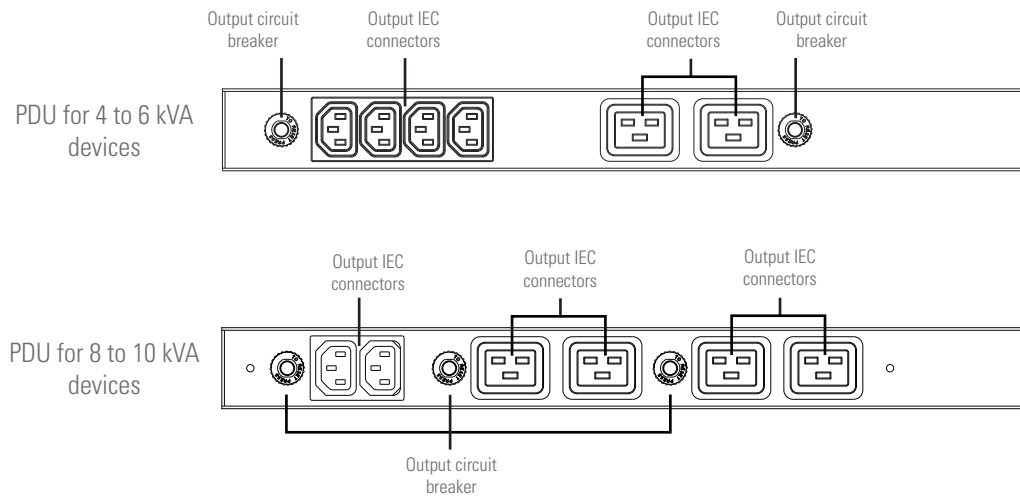 Output circuit
breaker
Output IEC
connectors
Output IEC
connectors
Output circuit
breaker
PDU for 4 to 6 kVA
devices
Output IEC
connectors
Output IEC
connectors
Output IEC
connectors
PDU for 8 to 10 kVA
devices
Output circuit
breaker